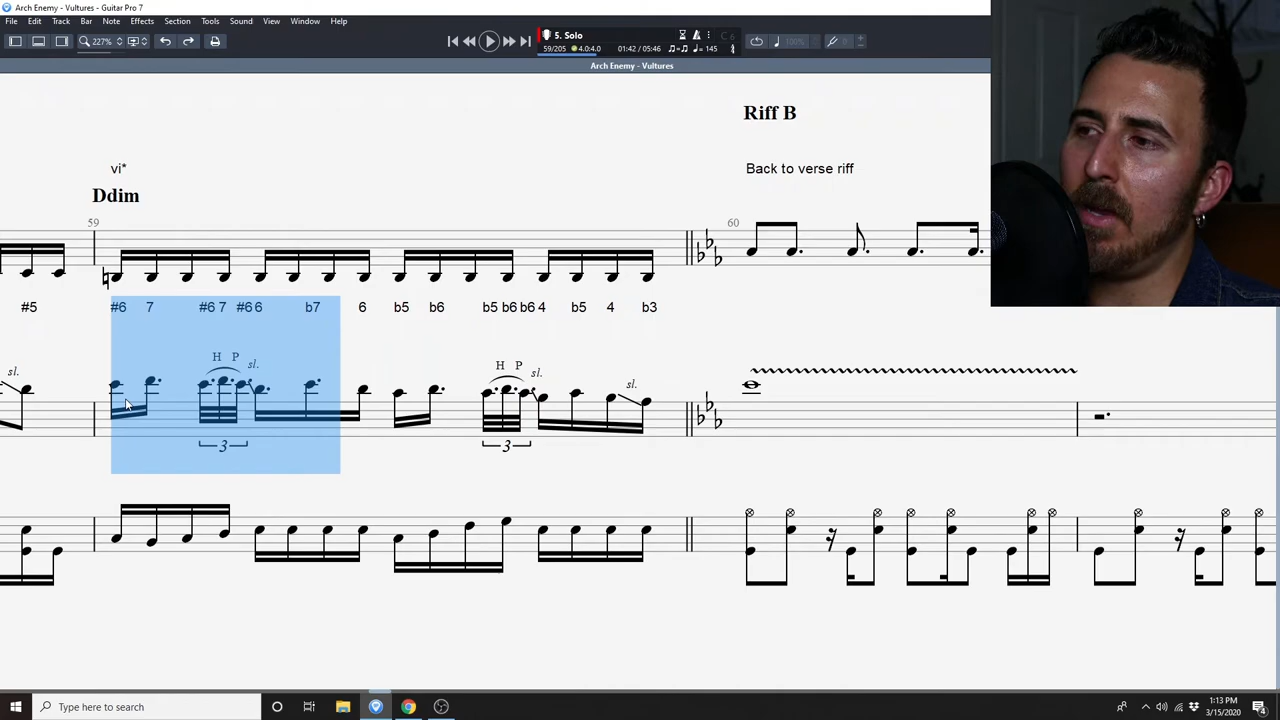 Arch Enemy - Vultures - Guitar Pro 7
File Edit Track Bar Note Effects Section Tools Sound View Window Help
227%
5. Solo
59/205 4.0:4.0 01:42 / 05:46 = 145
C 6
100%
0
Arch Enemy - Vultures
Riff B
vi*
Back to verse riff
Ddim
59
60
#5 #6 7 #6 7 #6 6 b7 6 b5 b6 b5 b6 b6 4 b5 4 b3
H P
sl.
sl.
H P
sl.
sl.
3
3
Type here to search
1:13 PM
3/15/2020
4